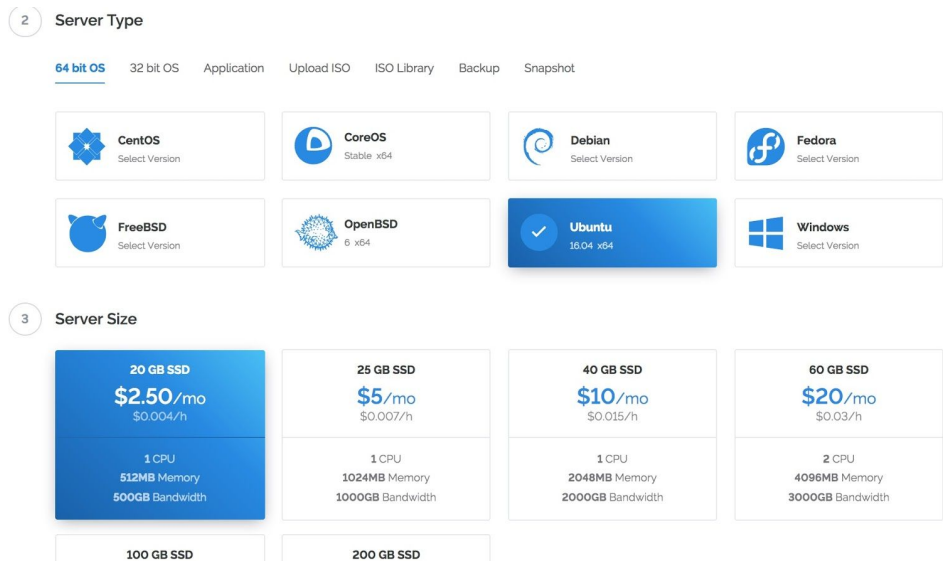 2 Server Type
64 bit OS 32 bit OS Application Upload ISO ISO Library Backup Snapshot
CentOS
Select Version
CoreOS
Stable x64
Debian
Select Version
Fedora
Select Version
FreeBSD
Select Version
OpenBSD
6 x64
Ubuntu
16.04 x64
Windows
Select Version
3 Server Size
20 GB SSD
$2.50/mo
$0.004/h
1 CPU
512MB Memory
500GB Bandwidth
25 GB SSD
$5/mo
$0.007/h
1 CPU
1024MB Memory
1000GB Bandwidth
40 GB SSD
$10/mo
$0.015/h
1 CPU
2048MB Memory
2000GB Bandwidth
60 GB SSD
$20/mo
$0.03/h
2 CPU
4096MB Memory
3000GB Bandwidth
100 GB SSD
200 GB SSD